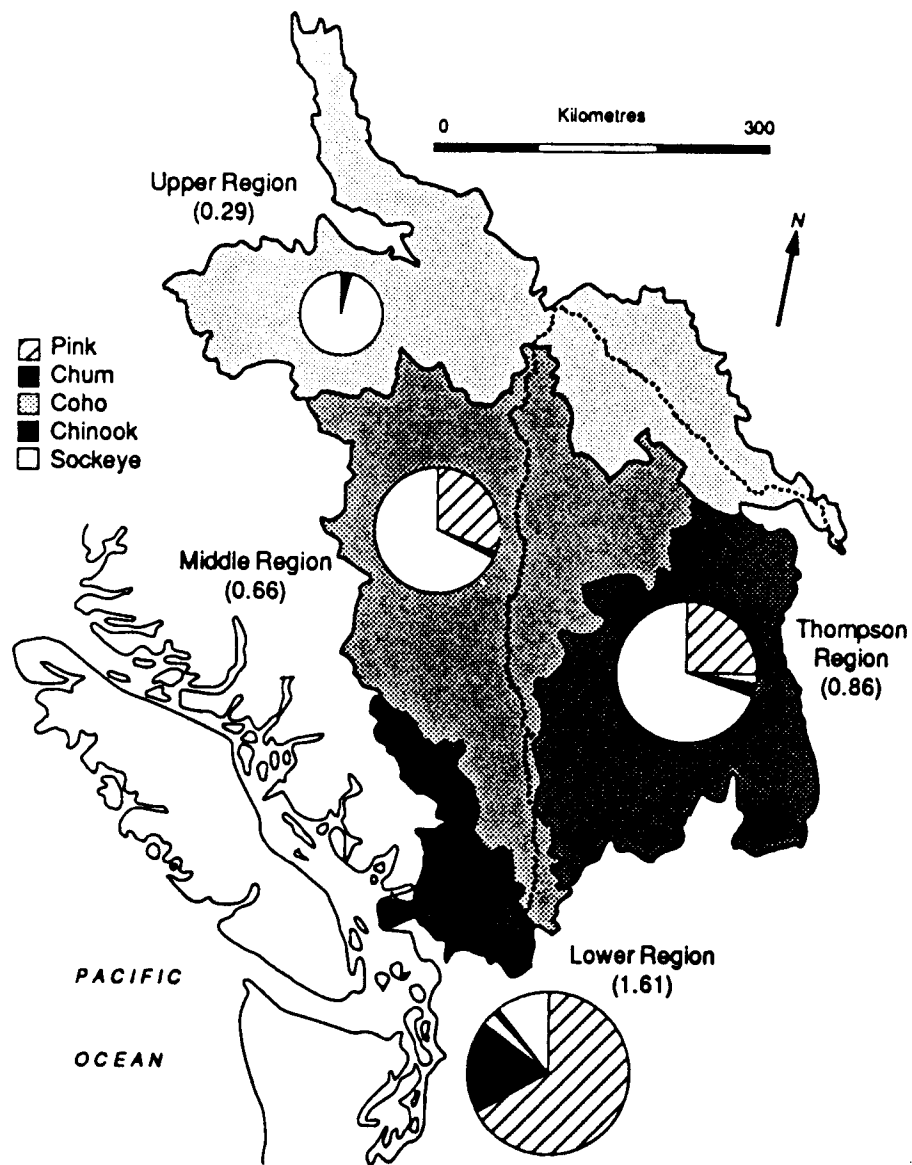 0 Kilometres 300
Upper Region
(0.29)
N
Pink
Chum
Coho
Chinook
Sockeye
Middle Region
(0.66)
Thompson
Region
(0.86)
Lower Region
(1.61)
PACIFIC
OCEAN